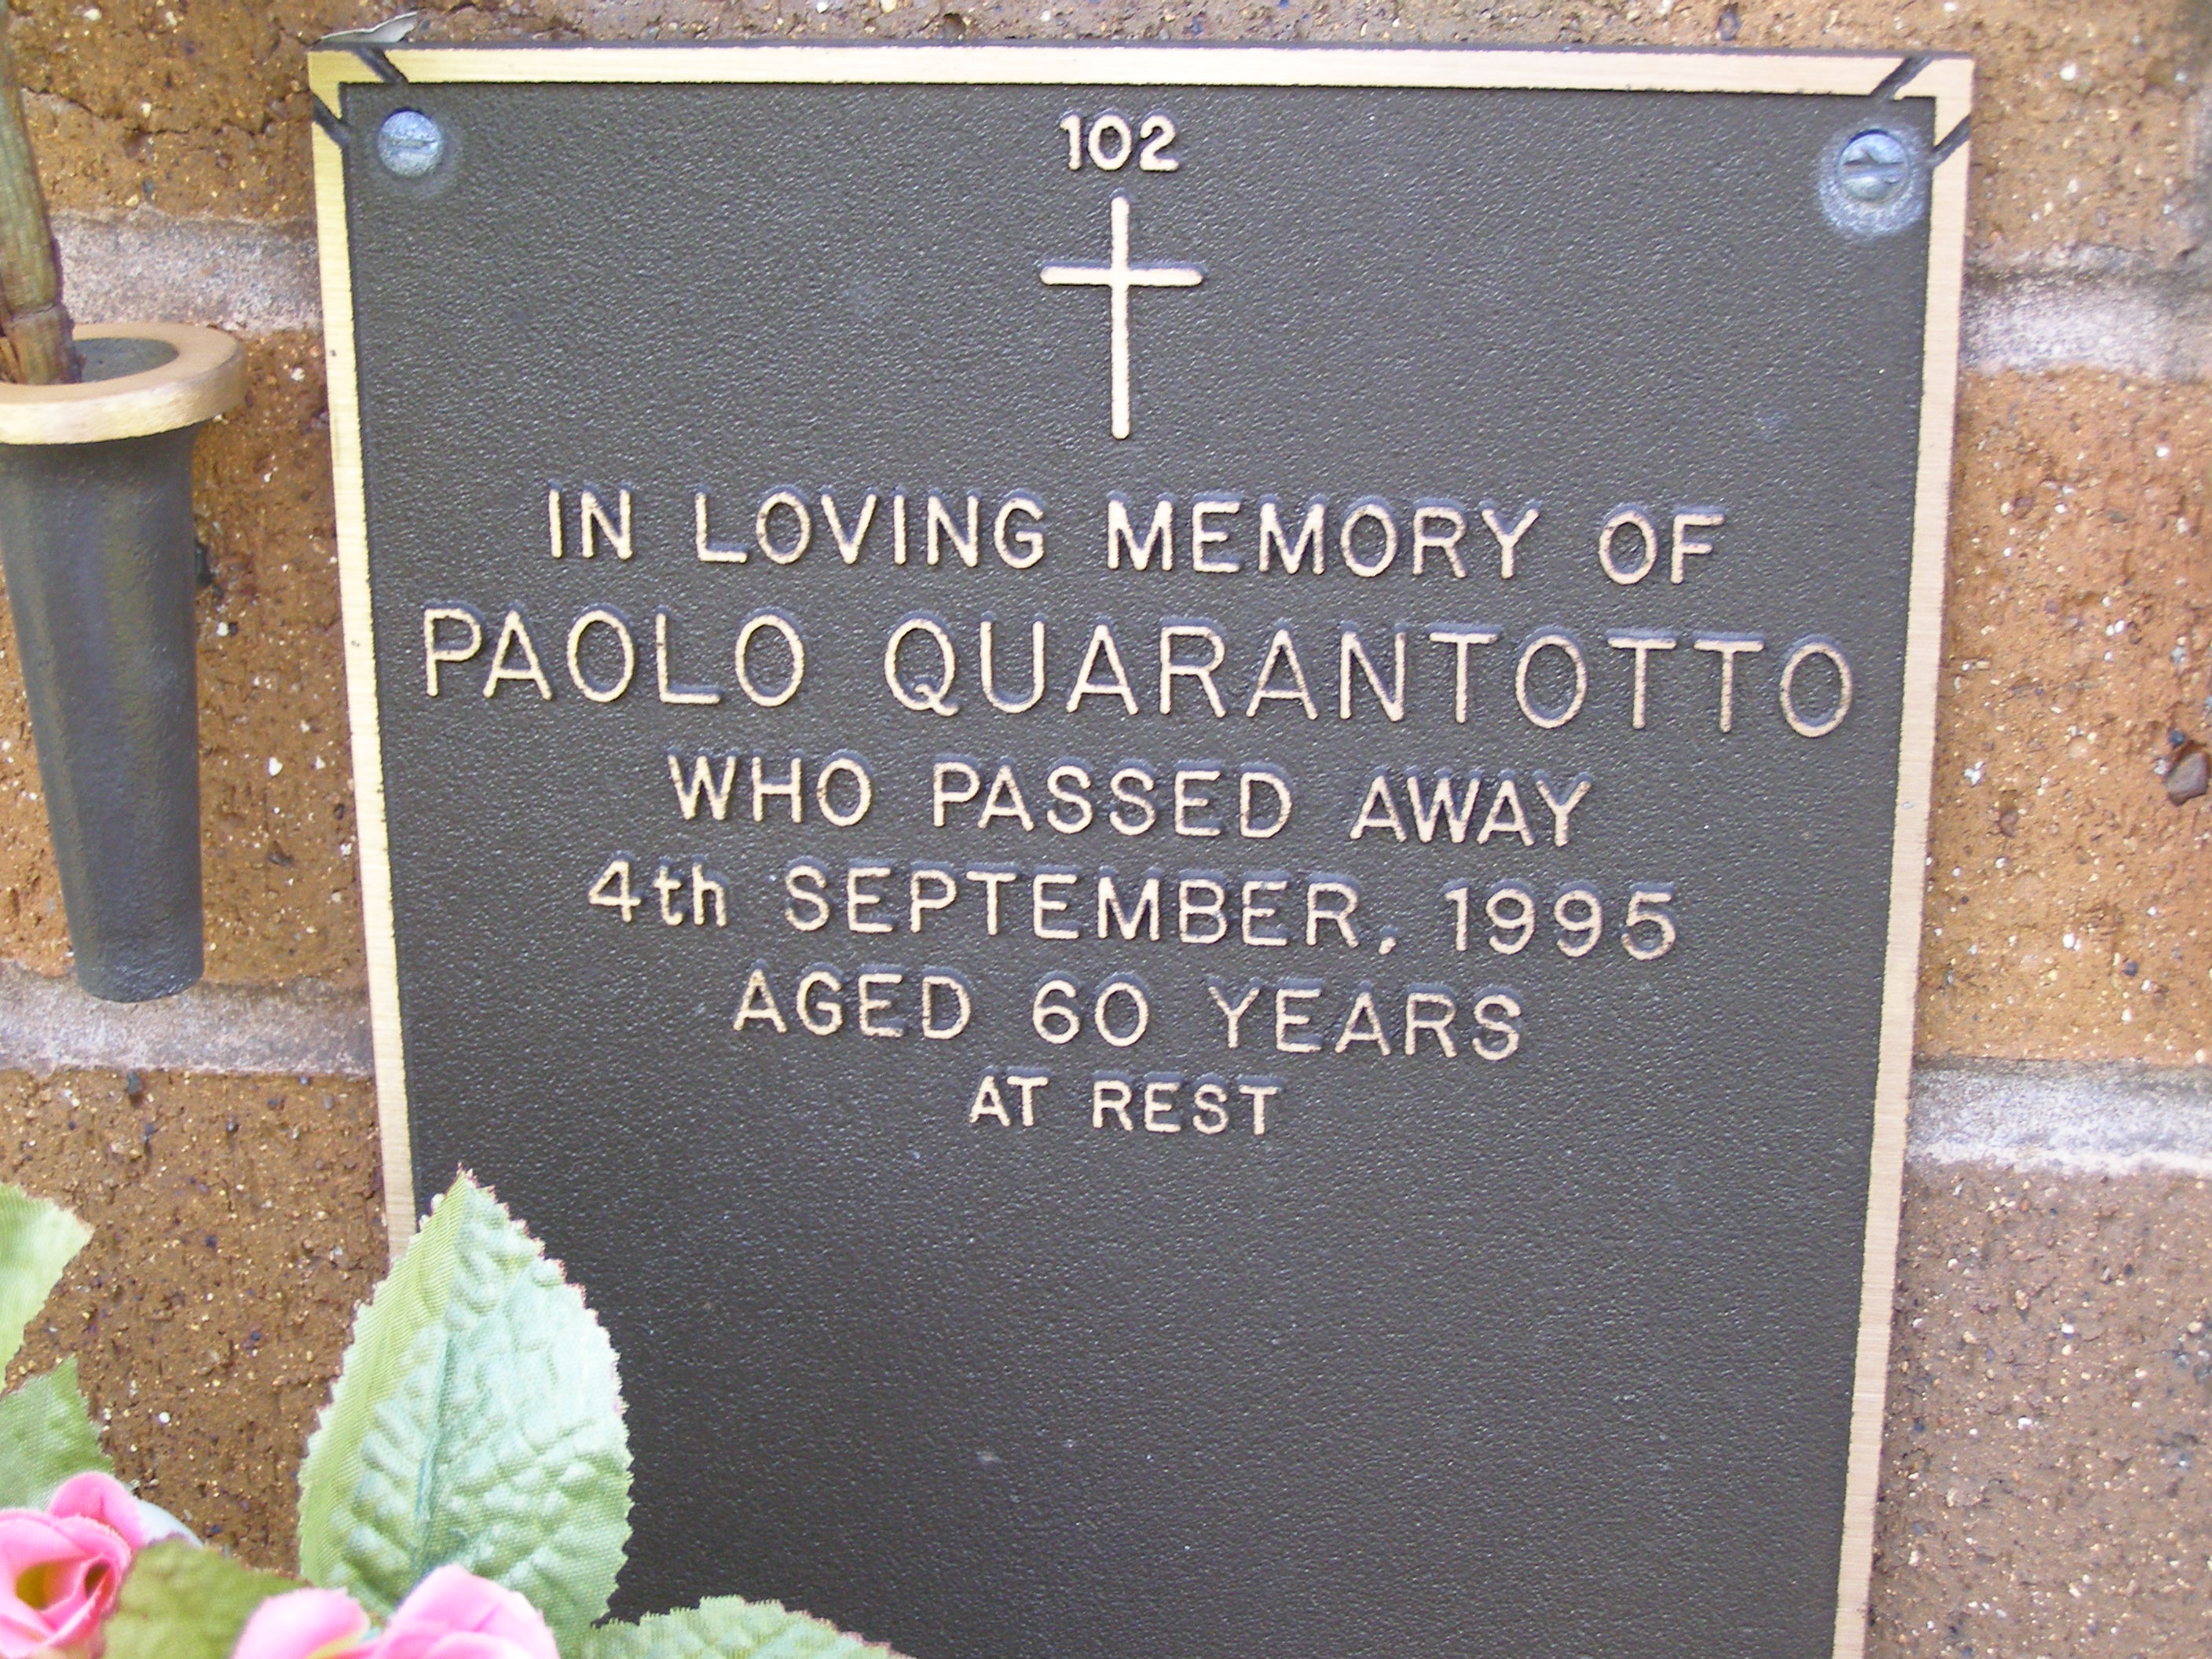 102
IN LOVING MEMORY OF
PAOLO QUARANTOTTO
WHO PASSED AWAY
4th SEPTEMBER, 1995
AGED 60 YEARS
AT REST